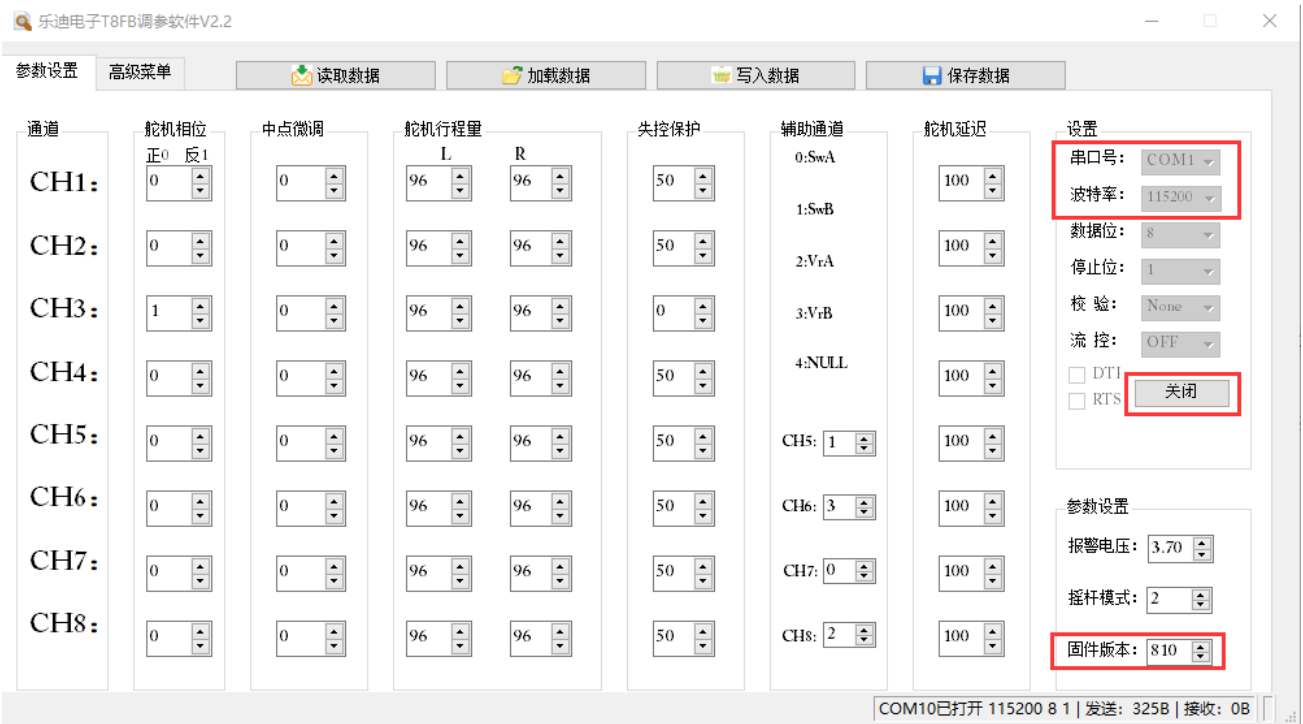 乐迪电子T8FB调参软件V2.2
参数设置 高级菜单 读取数据 加载数据 写入数据 保存数据
通道 舵机相位 中点微调 舵机行程量 失控保护 辅助通道 舵机延迟 设置
正0 反1 L R 0:SwA 串口号: COM1
CH1: 0 0 96 96 50 100
波特率: 115200
1:SwB
CH2: 0 0 96 96 50 100 数据位: 8
2:VrA 停止位: 1
CH3: 1 0 96 96 0 3:VrB 100 校 验: None
流 控: OFF
CH4: 0 0 96 96 50 4:NULL 100 DTI
RTS 关闭
CH5: 0 0 96 96 50 CH5: 1 100
CH6: 0 0 96 96 50 CH6: 3 100 参数设置
报警电压: 3.70
CH7: 0 0 96 96 50 CH7: 0 100
摇杆模式: 2
CH8: 0 0 96 96 50 CH8: 2 100
固件版本: 810
COM10已打开 115200 8 1 | 发送: 325B | 接收: 0B